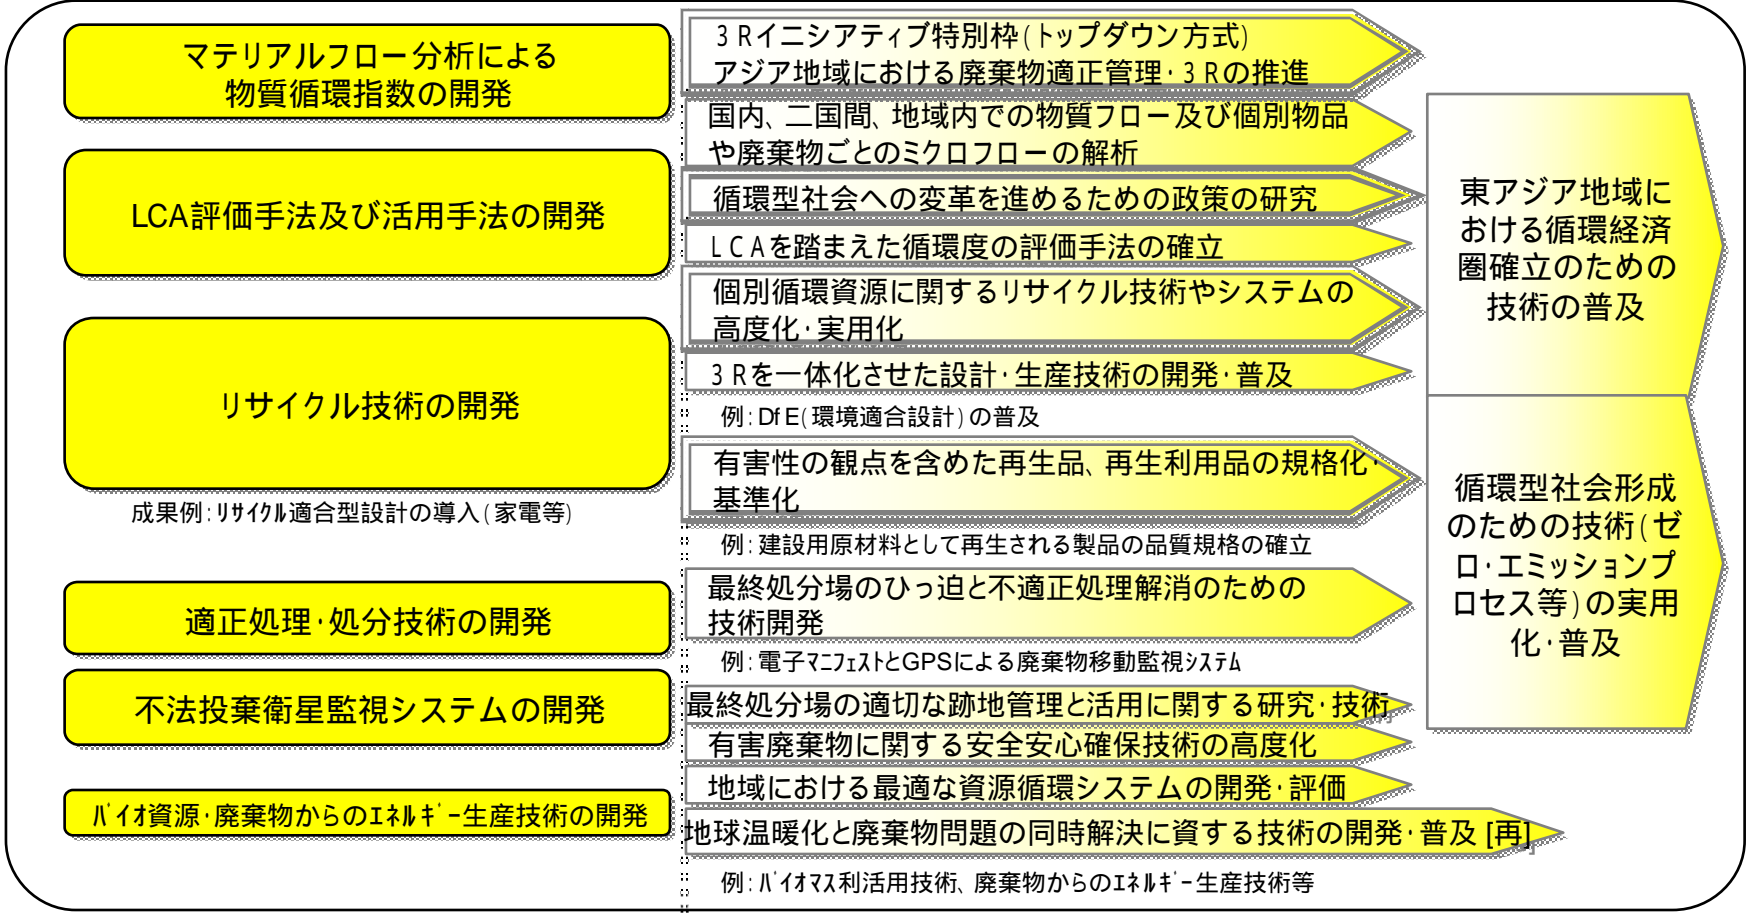 マテリアルフロー分析による
物質循環指数の開発
LCA評価手法及び活用手法の開発
リサイクル技術の開発
成果例:ﾘｻｲｸﾙ適合型設計の導入(家電等)
適正処理・処分技術の開発
不法投棄衛星監視システムの開発
ﾊﾞｲｵ資源・廃棄物からのｴﾈﾙｷﾞｰ生産技術の開発
３Rイニシアティブ特別枠(トップダウン方式)
アジア地域における廃棄物適正管理・３Rの推進
国内、二国間、地域内での物質フロー及び個別物品
や廃棄物ごとのミクロフローの解析
循環型社会への変革を進めるための政策の研究
LCAを踏まえた循環度の評価手法の確立
個別循環資源に関するリサイクル技術やシステムの
高度化・実用化
３Rを一体化させた設計・生産技術の開発・普及
例:DfE(環境適合設計)の普及
有害性の観点を含めた再生品、再生利用品の規格化・
基準化
例:建設用原材料として再生される製品の品質規格の確立
最終処分場のひっ迫と不適正処理解消のための
技術開発
例:電子ﾏﾆﾌｪｽﾄとGPSによる廃棄物移動監視ｼｽﾃﾑ
最終処分場の適切な跡地管理と活用に関する研究・技術
有害廃棄物に関する安全安心確保技術の高度化
地域における最適な資源循環システムの開発・評価
地球温暖化と廃棄物問題の同時解決に資する技術の開発・普及 [再]
例:ﾊﾞｲｵﾏｽ利活用技術、廃棄物からのｴﾈﾙｷﾞｰ生産技術等
東アジア地域に
おける循環経済
圏確立のための
技術の普及
循環型社会形成
のための技術(ゼ
ロ・エミッションプ
ロセス等)の実用
化・普及